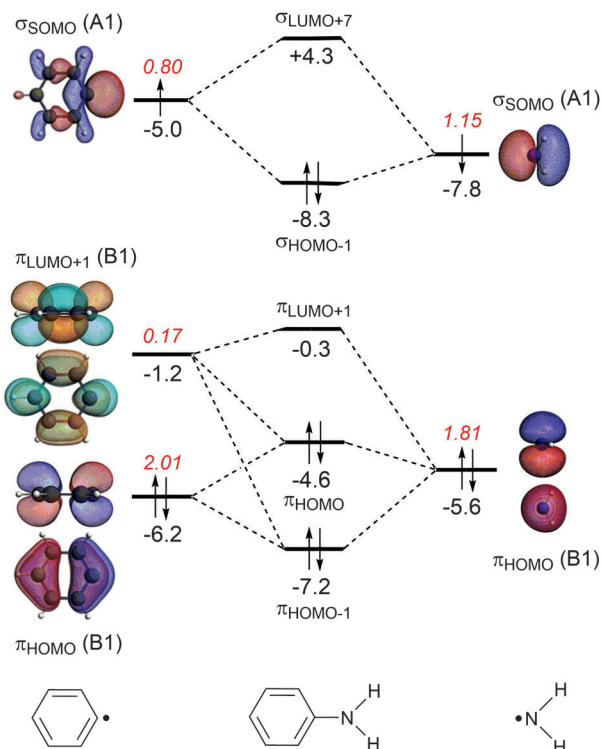 σSOMO (A1)
σLUMO+7
0.80
+4.3
-5.0
σSOMO (A1)
1.15
-7.8
-8.3
σHOMO-1
πLUMO+1 (B1)
πLUMO+1
0.17
-0.3
-1.2
2.01
1.81
-4.6
-5.6
πHOMO
-6.2
-7.2
πHOMO (B1)
πHOMO-1
πHOMO (B1)
H
N
H
H
N
H